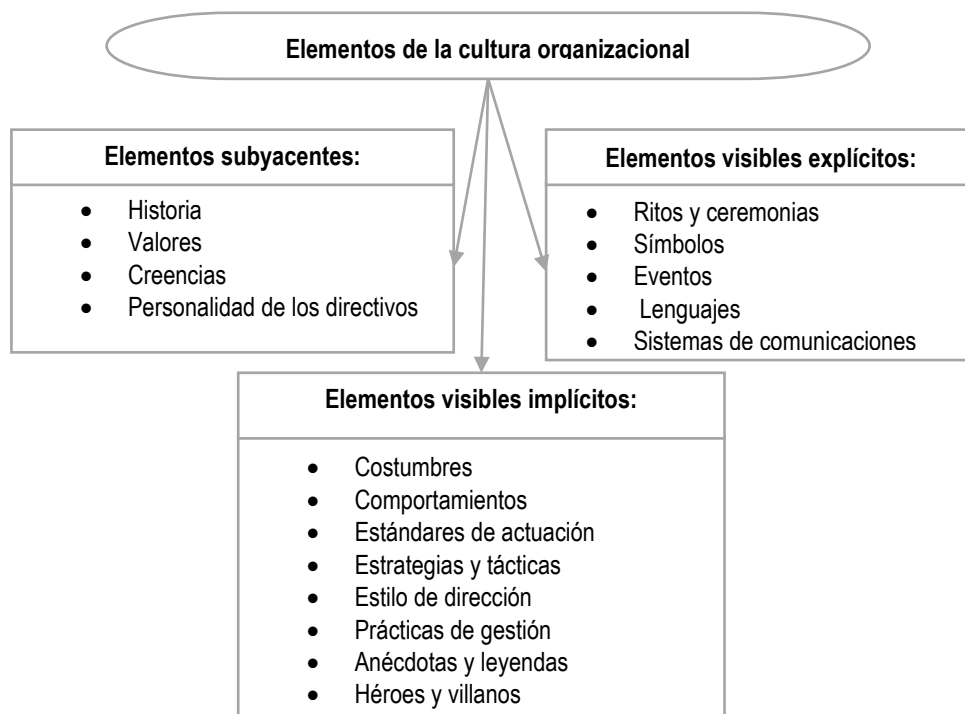 Elementos de la cultura organizacional
Elementos subyacentes:
• Historia
• Valores
• Creencias
• Personalidad de los directivos
Elementos visibles explícitos:
• Ritos y ceremonias
• Símbolos
• Eventos
• Lenguajes
• Sistemas de comunicaciones
Elementos visibles implícitos:
• Costumbres
• Comportamientos
• Estándares de actuación
• Estrategias y tácticas
• Estilo de dirección
• Prácticas de gestión
• Anécdotas y leyendas
• Héroes y villanos